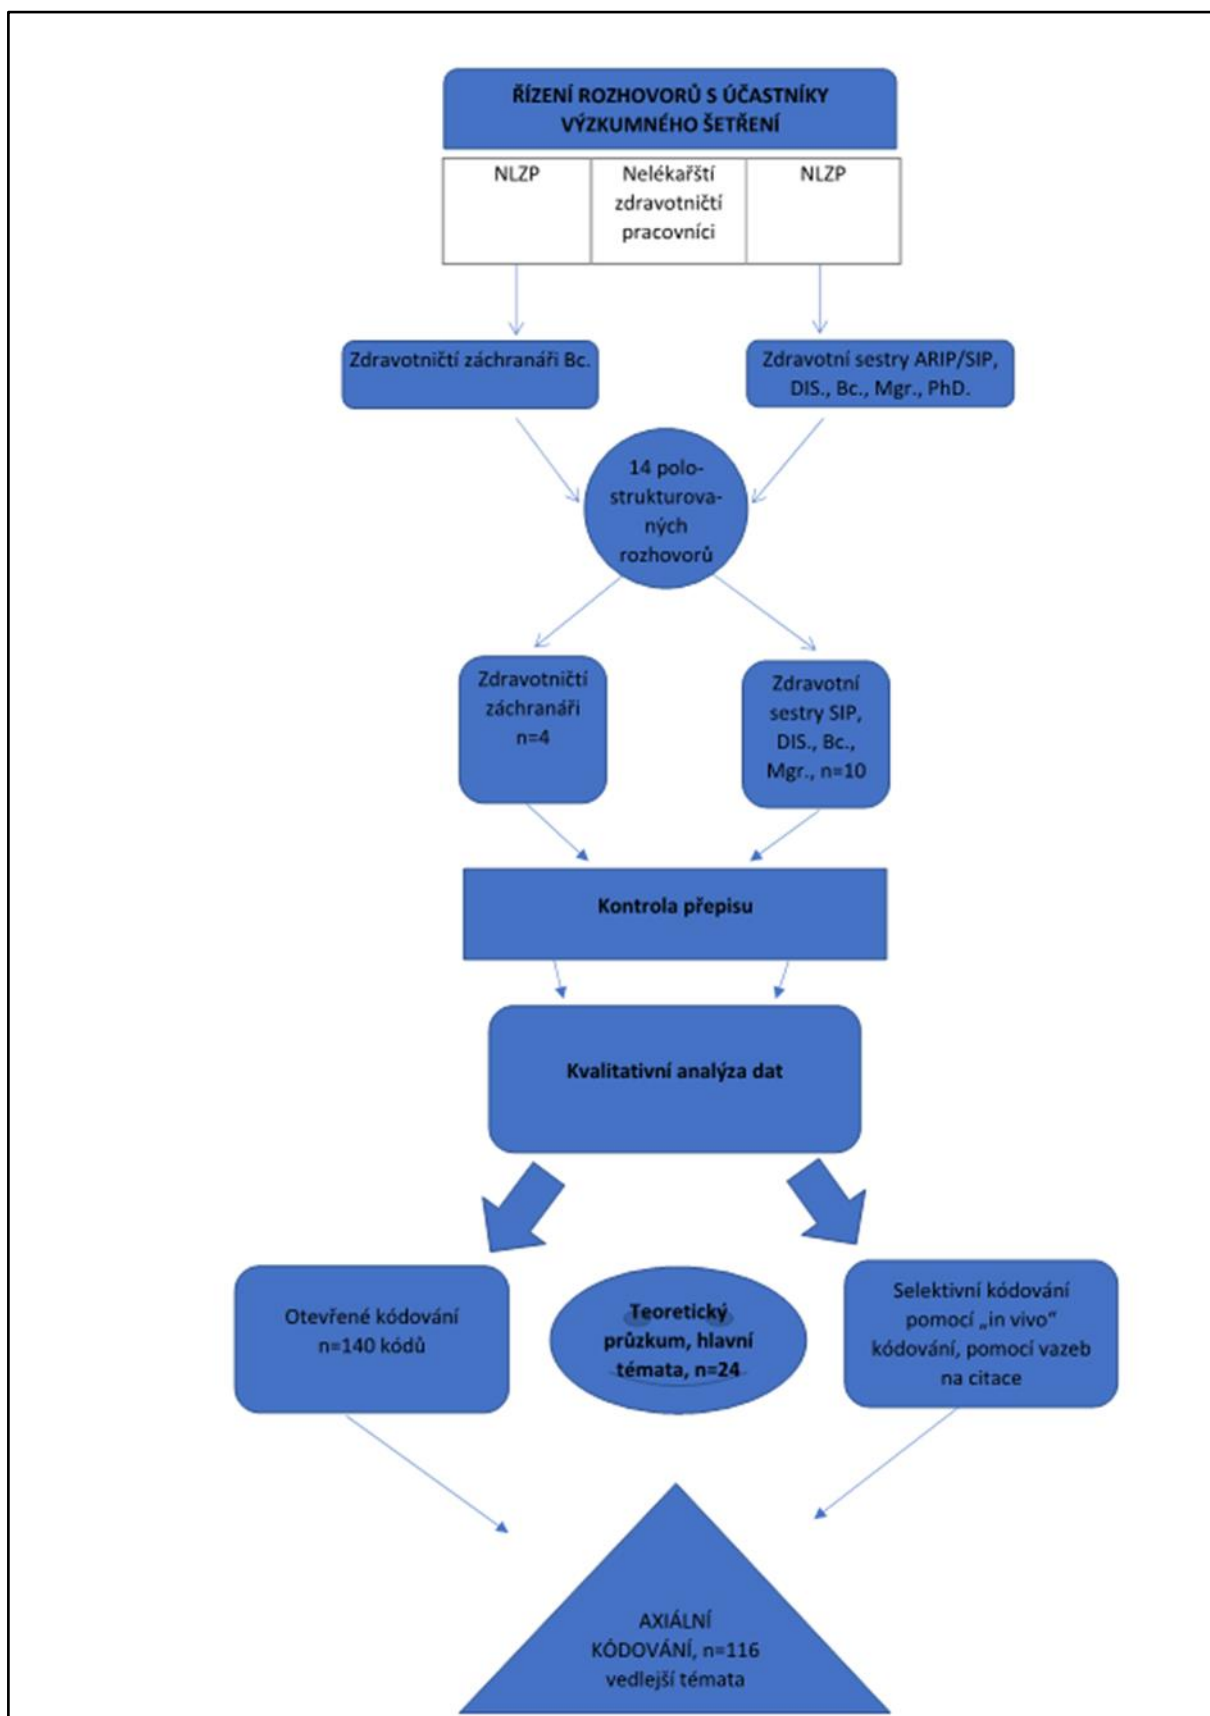 ŘÍZENÍ ROZHOVORŮ S ÚČASTNÍKY
VÝZKUMNÉHO ŠETŘENÍ
NLZP
Nelékařští
zdravotničtí
pracovníci
NLZP
Zdravotničtí záchranáři Bc.
Zdravotní sestry ARIP/SIP,
DIS., Bc., Mgr., PhD.
14 polo-
strukturova-
ných
rozhovorů
Zdravotničtí
záchranáři
n=4
Zdravotní
sestry SIP,
DIS., Bc.,
Mgr., n=10
Kontrola přepisu
Kvalitativní analýza dat
Otevřené kódování
n=140 kódů
Teoretický
průzkum, hlavní
témata, n=24
Selektivní kódování
pomocí „in vivo“
kódování, pomocí vazeb
na citace
AXIÁLNÍ
KÓDOVÁNÍ, n=116
vedlejší témata